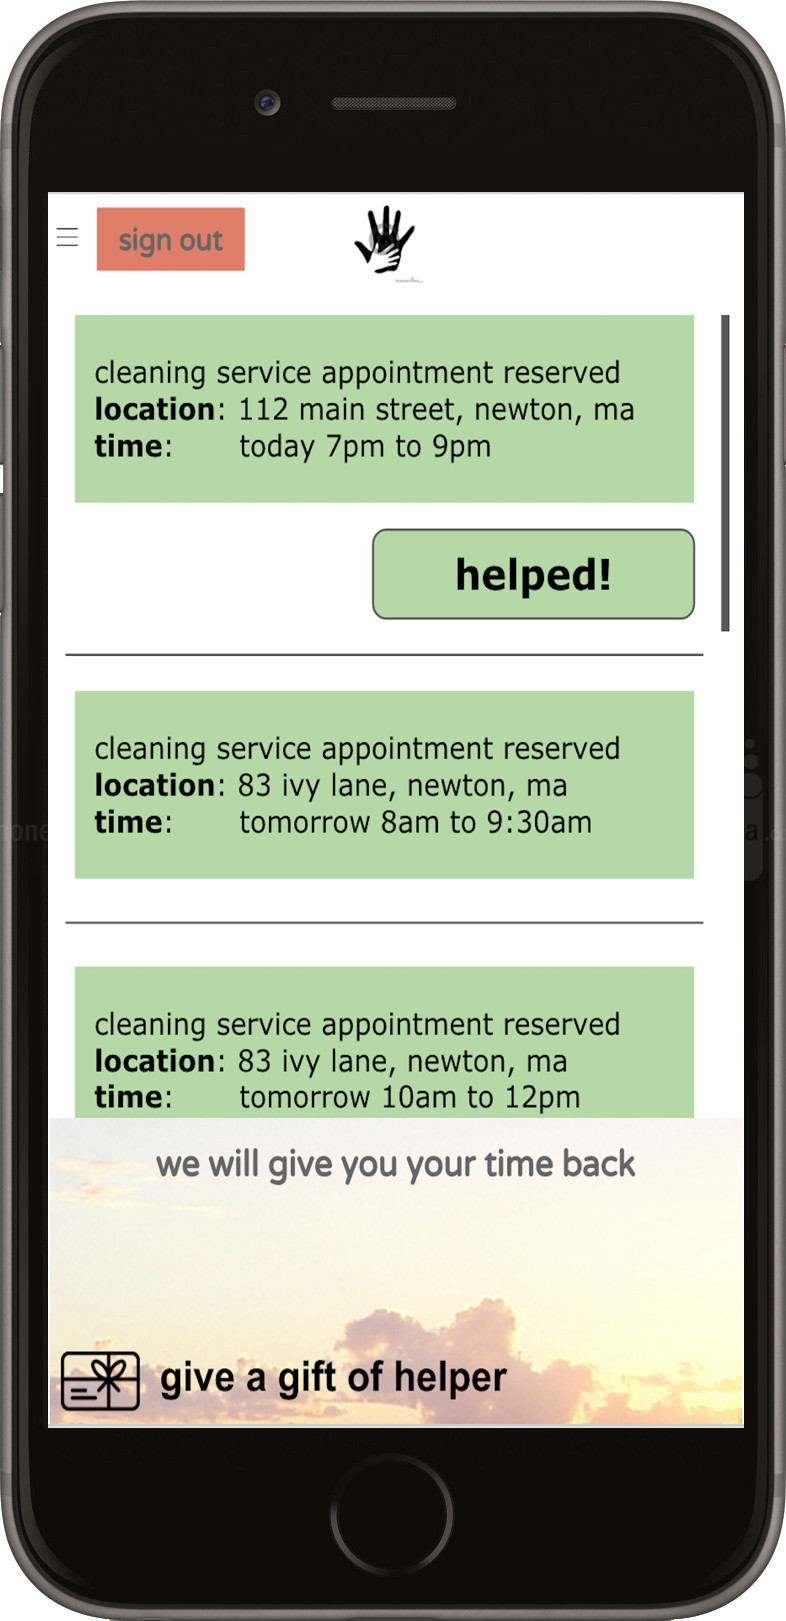 sign out
cleaning service appointment reserved
location: 112 main street, newton, ma
time: today 7pm to 9pm
helped!
cleaning service appointment reserved
location: 83 ivy lane, newton, ma
time: tomorrow 8am to 9:30am
cleaning service appointment reserved
location: 83 ivy lane, newton, ma
time: tomorrow 10am to 12pm
we will give you your time back
give a gift of helper